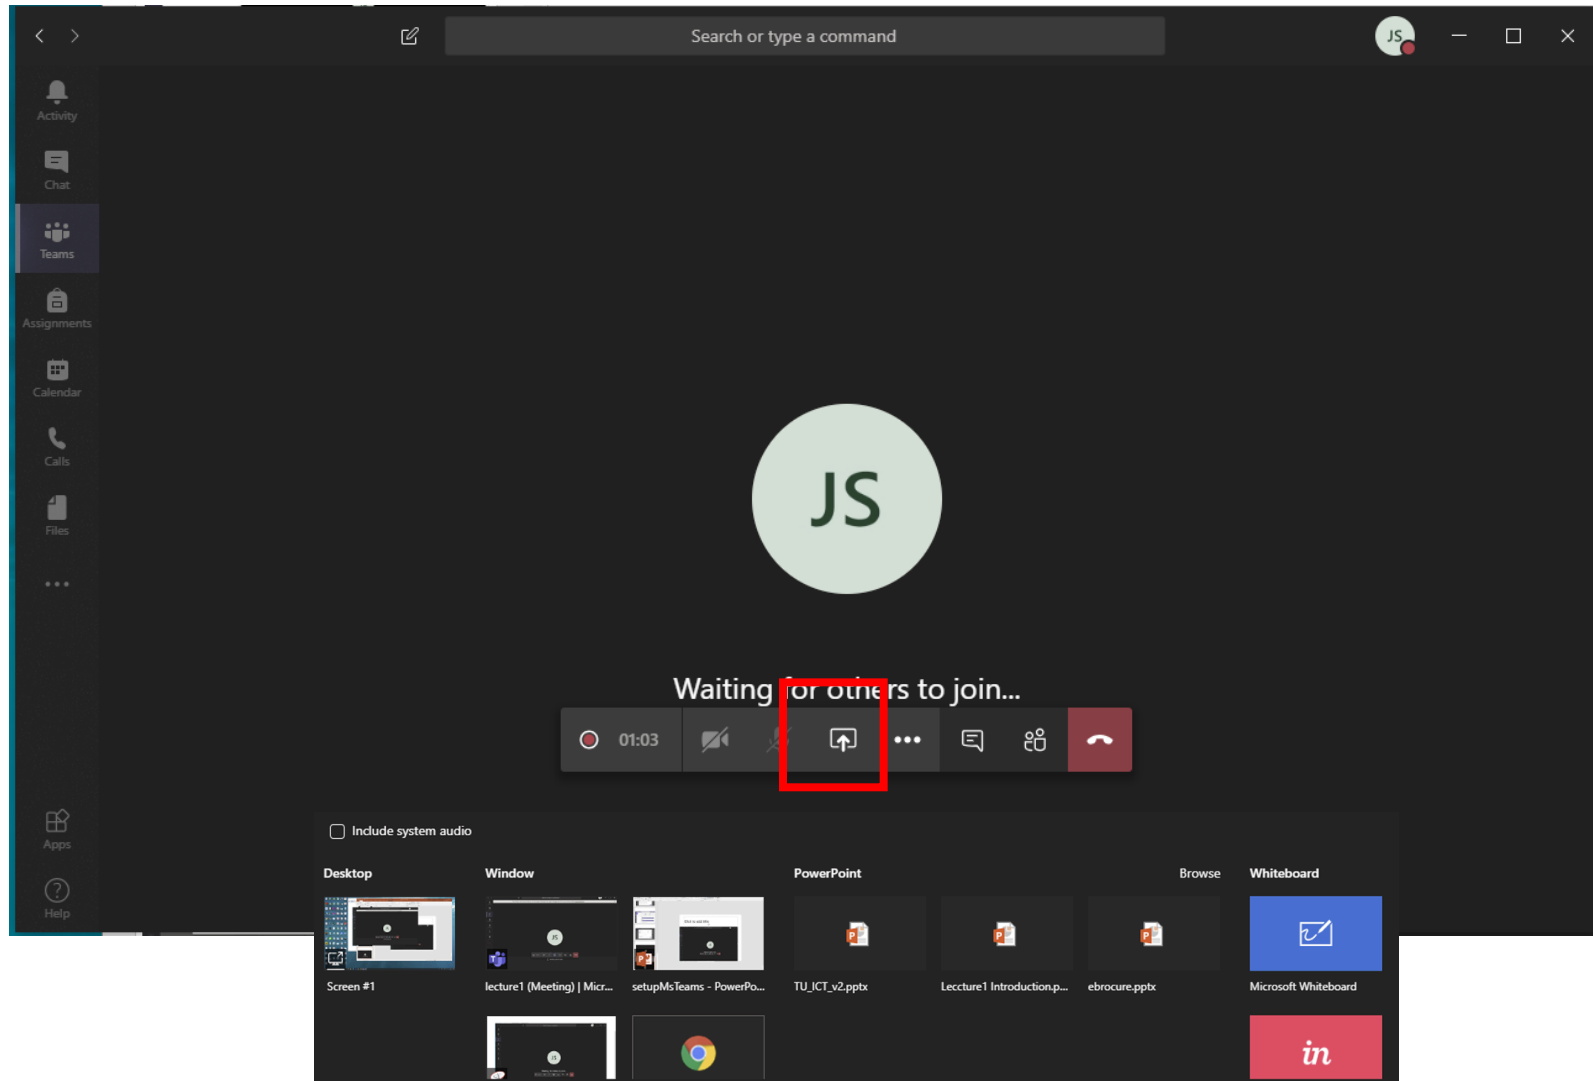 Search or type a command
JS
Activity
Chat
Teams
Assignments
Calendar
Calls
Files
Apps
Help
JS
Waiting for others to join...
01:03
Include system audio
Desktop
Window
PowerPoint
Browse
Whiteboard
Screen #1
lecture1 (Meeting) | Micr...
setupMsTeams - PowerPo...
TU_ICT_v2.pptx
Leccture1 Introduction.p...
ebrocure.pptx
Microsoft Whiteboard
in